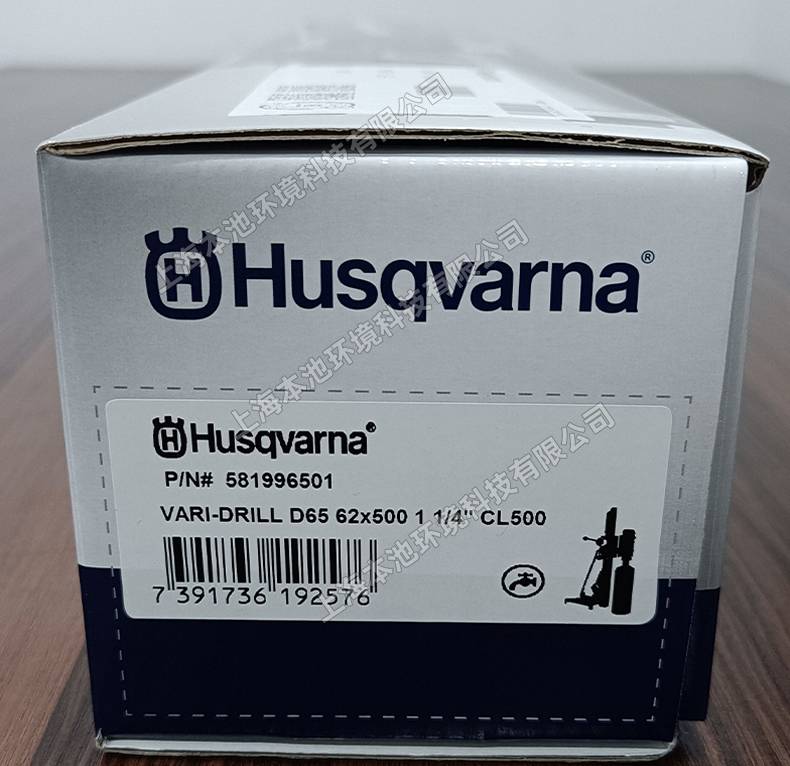 上海本池环境科技有限公司
Husqvarna®
上海本池环境科技有限公司
Husqvarna®
P/N# 581996501
VARI-DRILL D65 62x500 1 1/4" CL500
7 391736 192576
上海本池环境科技有限公司